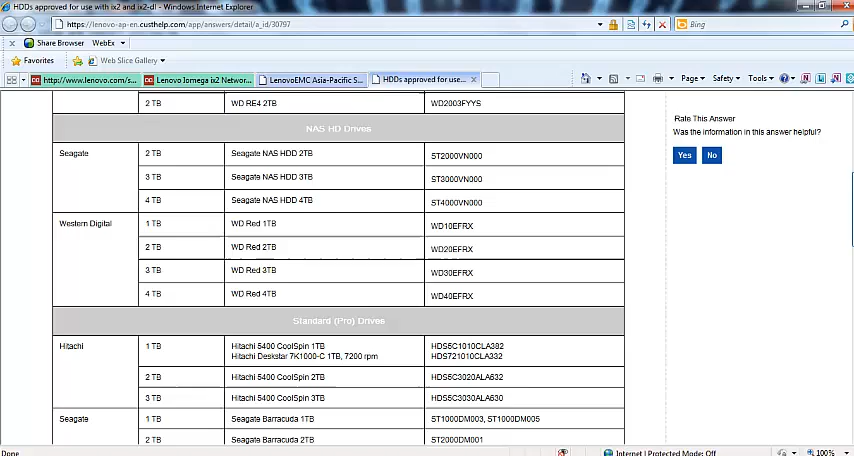 HDDs approved for use with ix2 and ix2-dl - Windows Internet Explorer
https://lenovo-ap-en.custhelp.com/app/answers/detail/a_id/30797
Bing
x Share Browser WebEx
Favorites Web Slice Gallery
http://www.lenovo.com/s... Lenovo Iomega ix2 Networ... LenovoEMC Asia-Pacific S... HDDs approved for use... x Page Safety Tools
2 TB WD RE4 2TB WD2003FYYS
NAS HD Drives
Seagate 2 TB Seagate NAS HDD 2TB ST2000VN000
3 TB Seagate NAS HDD 3TB ST3000VN000
4 TB Seagate NAS HDD 4TB ST4000VN000
Western Digital 1 TB WD Red 1TB WD10EFRX
2 TB WD Red 2TB WD20EFRX
3 TB WD Red 3TB WD30EFRX
4 TB WD Red 4TB WD40EFRX
Standard (Pro) Drives
Hitachi 1 TB Hitachi 5400 CoolSpin 1TB HDS5C1010CLA382
Hitachi Deskstar 7K1000-C 1TB, 7200 rpm HDS721010CLA332
2 TB Hitachi 5400 CoolSpin 2TB HDS5C3020ALA632
3 TB Hitachi 5400 CoolSpin 3TB HDS5C3030ALA630
Seagate 1 TB Seagate Barracuda 1TB ST1000DM003, ST1000DM005
2 TB Seagate Barracuda 2TB ST2000DM001
Rate This Answer
Was the information in this answer helpful?
Yes No
Done Internet | Protected Mode: Off 100%